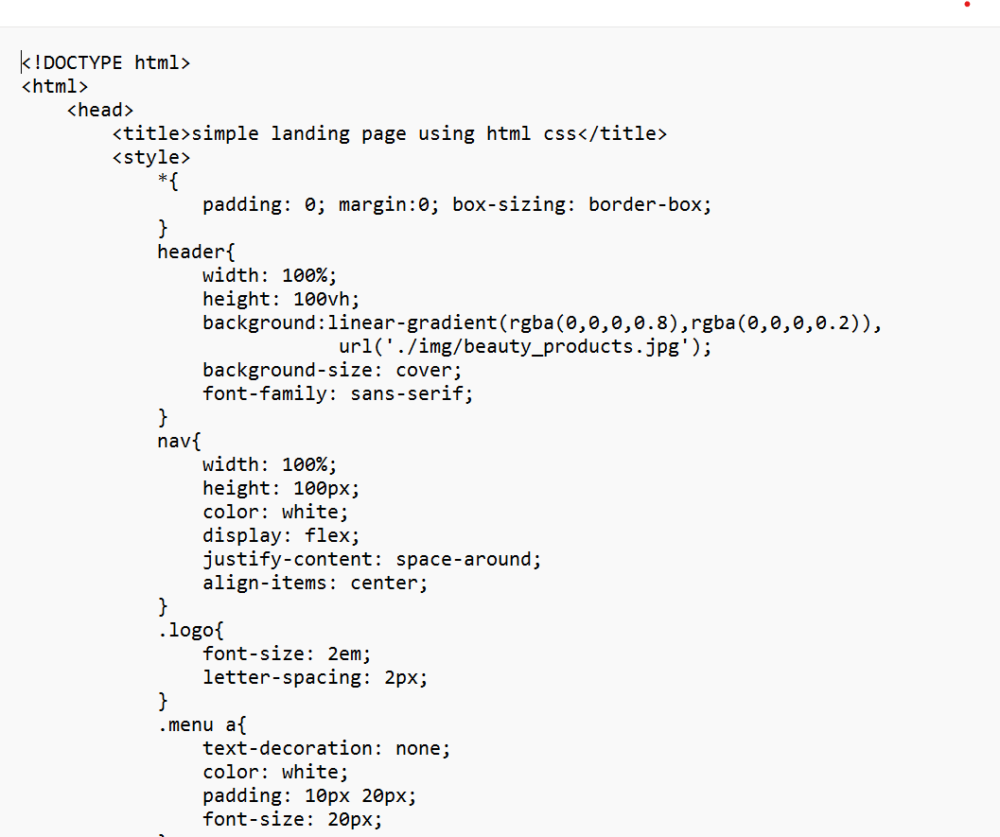 <!DOCTYPE html>
<html>
    <head>
        <title>simple landing page using html css</title>
        <style>
            *{
                padding: 0; margin:0; box-sizing: border-box;
            }
            header{
                width: 100%;
                height: 100vh;
                background:linear-gradient(rgba(0,0,0,0.8),rgba(0,0,0,0.2)),
                            url('./img/beauty_products.jpg');
                background-size: cover;
                font-family: sans-serif;
            }
            nav{
                width: 100%;
                height: 100px;
                color: white;
                display: flex;
                justify-content: space-around;
                align-items: center;
            }
            .logo{
                font-size: 2em;
                letter-spacing: 2px;
            }
            .menu a{
                text-decoration: none;
                color: white;
                padding: 10px 20px;
                font-size: 20px;